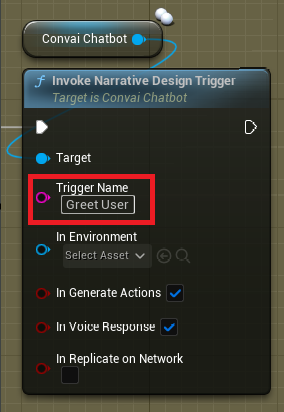 Convai Chatbot
f Invoke Narrative Design Trigger
Target is Convai Chatbot
Target
Trigger Name
Greet User
In Environment
Select Asset
In Generate Actions
In Voice Response
In Replicate on Network